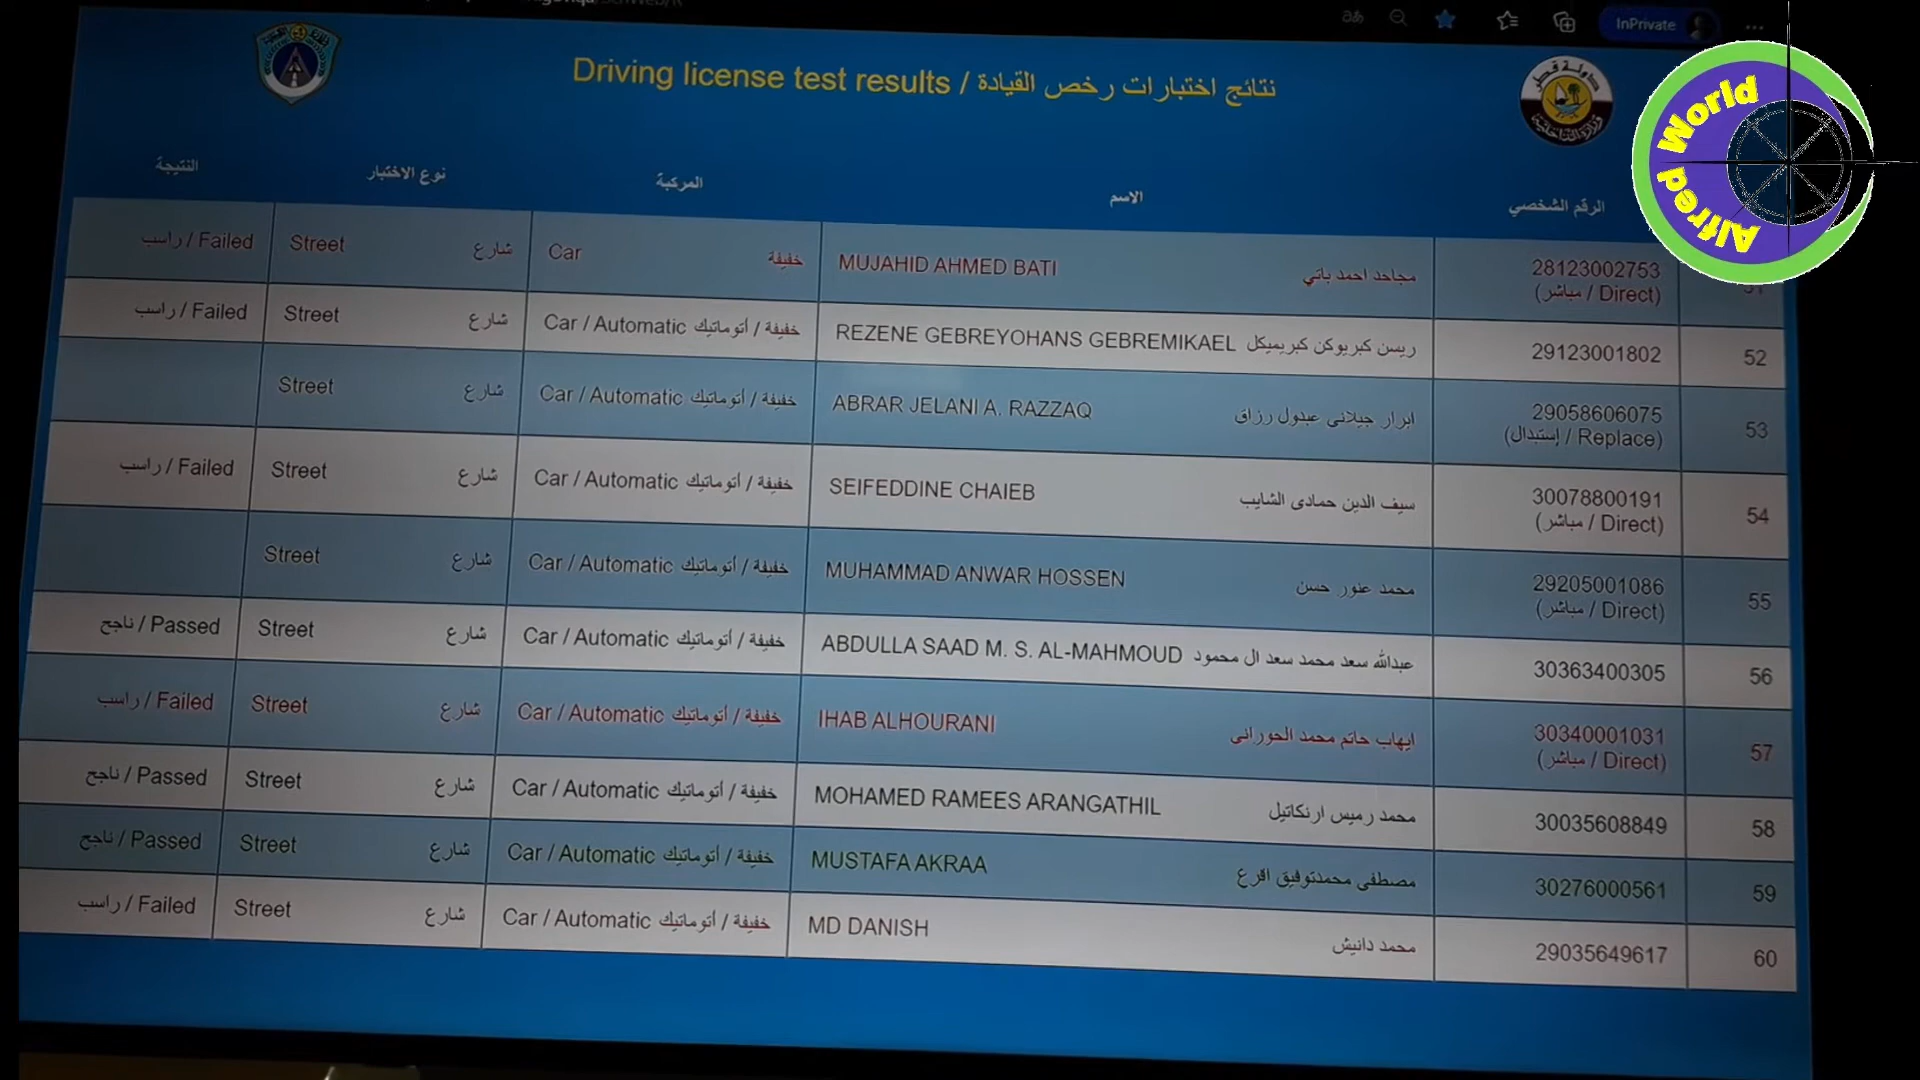 InPrivate
Driving license test results / نتائج اختبارات رخص القيادة
World
Alfred
الرقم الشخصي الاسم المركبة نوع الاختبار النتيجة
28123002753 (Direct / مباشر) مجاحد احمد باتي MUJAHID AHMED BATI خفيفة Car شارع Street Failed / راسب
52 29123001802 ريسن كبريوكن كبريميكل REZENE GEBREYOHANS GEBREMIKAEL Car / Automatic خفيفة / أتوماتيك شارع Street Failed / راسب
53 29058606075 (Replace / إستبدال) ابرار جيلانى عبدول رزاق ABRAR JELANI A. RAZZAQ Car / Automatic خفيفة / أتوماتيك شارع Street
54 30078800191 (Direct / مباشر) سيف الدين حمادى الشايب SEIFEDDINE CHAIEB Car / Automatic خفيفة / أتوماتيك شارع Street Failed / راسب
55 29205001086 (Direct / مباشر) محمد عنور حسن MUHAMMAD ANWAR HOSSEN Car / Automatic خفيفة / أتوماتيك شارع Street
56 30363400305 عبدالله سعد محمد سعد ال محمود ABDULLA SAAD M. S. AL-MAHMOUD Car / Automatic خفيفة / أتوماتيك شارع Street Passed / ناجح
57 30340001031 (Direct / مباشر) ايهاب حاتم محمد الحورانى IHAB ALHOURANI Car / Automatic خفيفة / أتوماتيك شارع Street Failed / راسب
58 30035608849 محمد رميس ارنكاتيل MOHAMED RAMEES ARANGATHIL Car / Automatic خفيفة / أتوماتيك شارع Street Passed / ناجح
59 30276000561 مصطفى محمدتوفيق اقرع MUSTAFA AKRAA Car / Automatic خفيفة / أتوماتيك شارع Street Passed / ناجح
60 29035649617 محمد دانيش MD DANISH Car / Automatic خفيفة / أتوماتيك شارع Street Failed / راسب